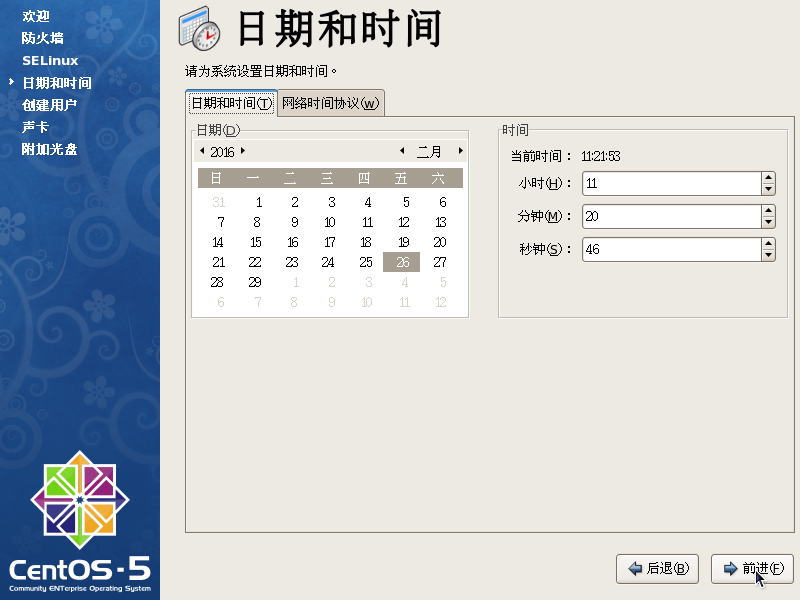 欢迎
防火墙
SELinux
日期和时间
创建用户
声卡
附加光盘
CentOS-5
Community ENTerprise Operating System
日期和时间
请为系统设置日期和时间。
日期和时间(T) 网络时间协议(W)
日期(D)
2016 二月
日 一 二 三 四 五 六
31 1 2 3 4 5 6
7 8 9 10 11 12 13
14 15 16 17 18 19 20
21 22 23 24 25 26 27
28 29 1 2 3 4 5
6 7 8 9 10 11 12
时间
当前时间： 11:21:53
小时(H)： 11
分钟(M)： 20
秒钟(S)： 46
后退(B) 前进(F)